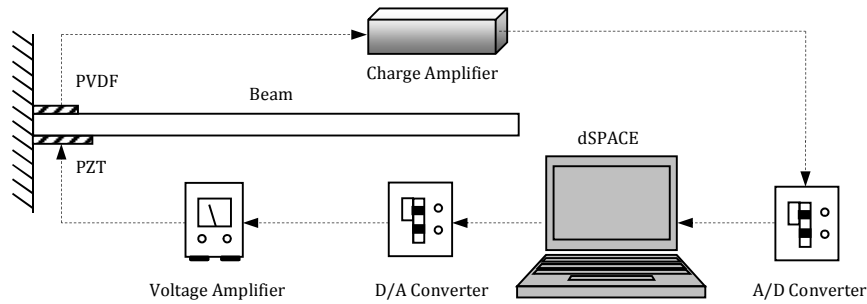 Charge Amplifier
PVDF
Beam
dSPACE
PZT
Voltage Amplifier
D/A Converter
A/D Converter